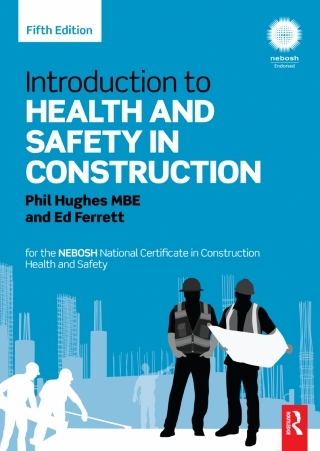 Fifth Edition
nebosh
Endorsed
Introduction to
HEALTH AND
SAFETY IN
CONSTRUCTION
Phil Hughes MBE
and Ed Ferrett
for the NEBOSH National Certificate in Construction
Health and Safety
R
ROUTLEDGE